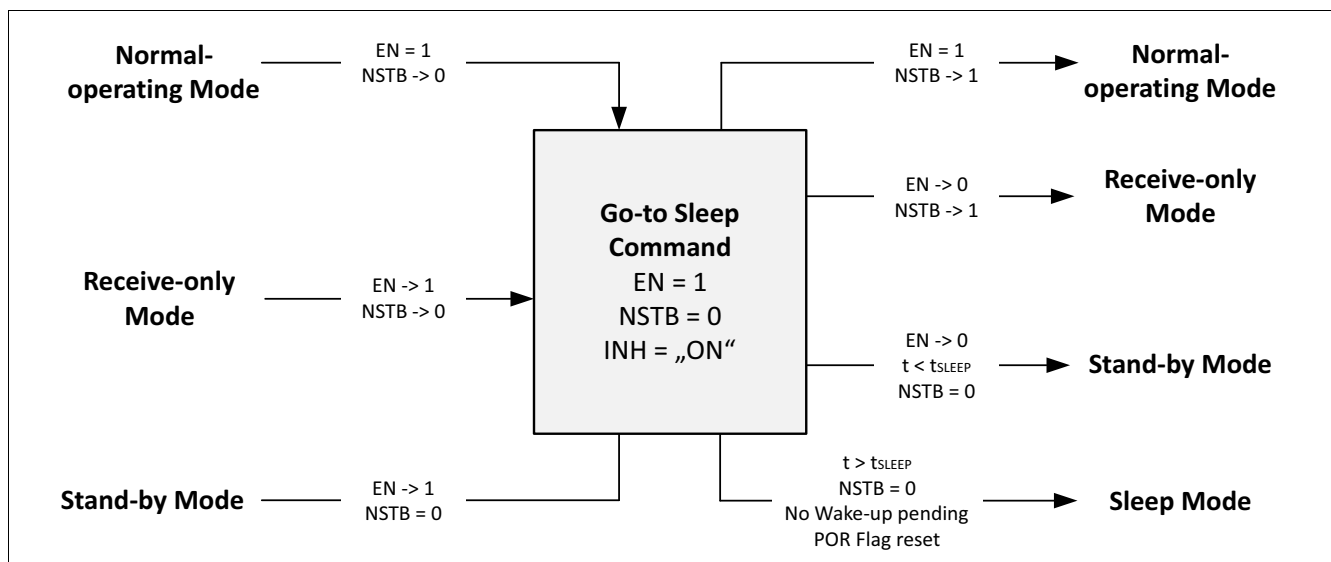 Normal-
operating Mode
EN = 1
NSTB -> 0
EN = 1
NSTB -> 1
Normal-
operating Mode
Go-to Sleep
Command
EN = 1
NSTB = 0
INH = „ON“
EN -> 0
NSTB -> 1
Receive-only
Mode
Receive-only
Mode
EN -> 1
NSTB -> 0
EN -> 0
t < tSLEEP
NSTB = 0
Stand-by Mode
Stand-by Mode
EN -> 1
NSTB = 0
t > tSLEEP
NSTB = 0
No Wake-up pending
POR Flag reset
Sleep Mode